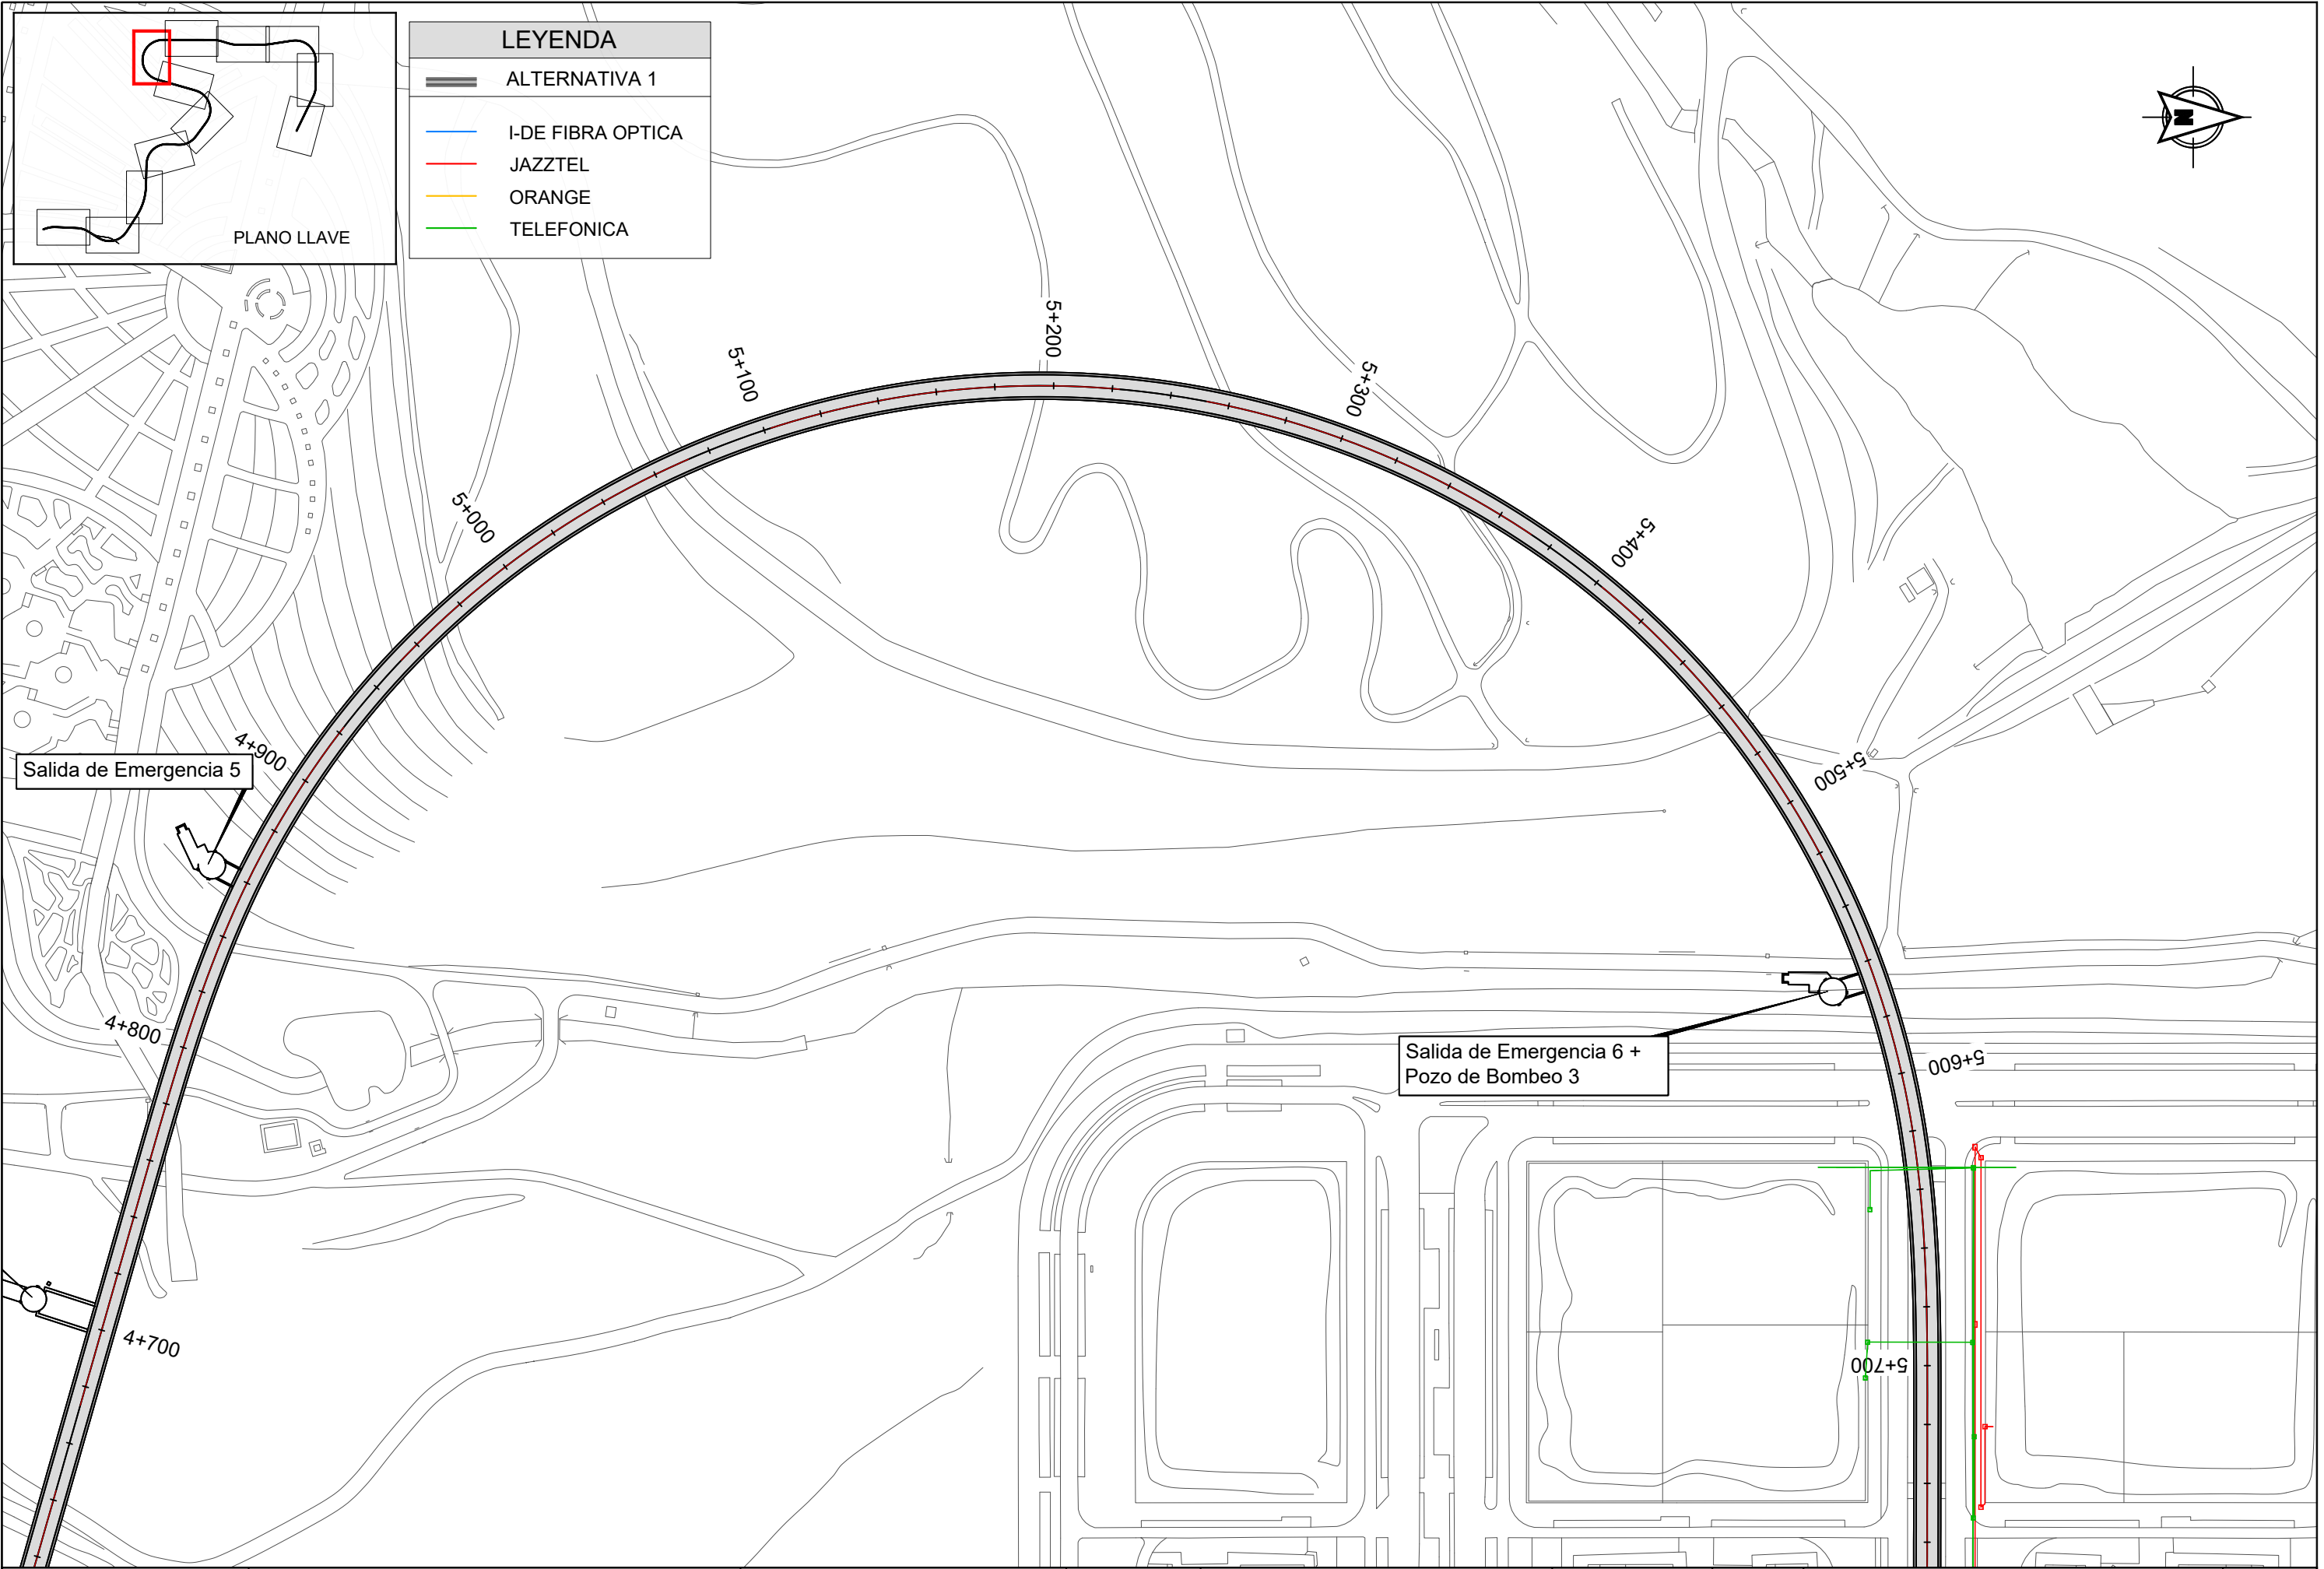 PLANO LLAVE
LEYENDA
ALTERNATIVA 1
I-DE FIBRA OPTICA
JAZZTEL
ORANGE
TELEFONICA
N
5+200
5+100
5+300
5+000
5+400
4+900
5+500
Salida de Emergencia 5
4+800
Salida de Emergencia 6 +
Pozo de Bombeo 3
5+600
4+700
5+700